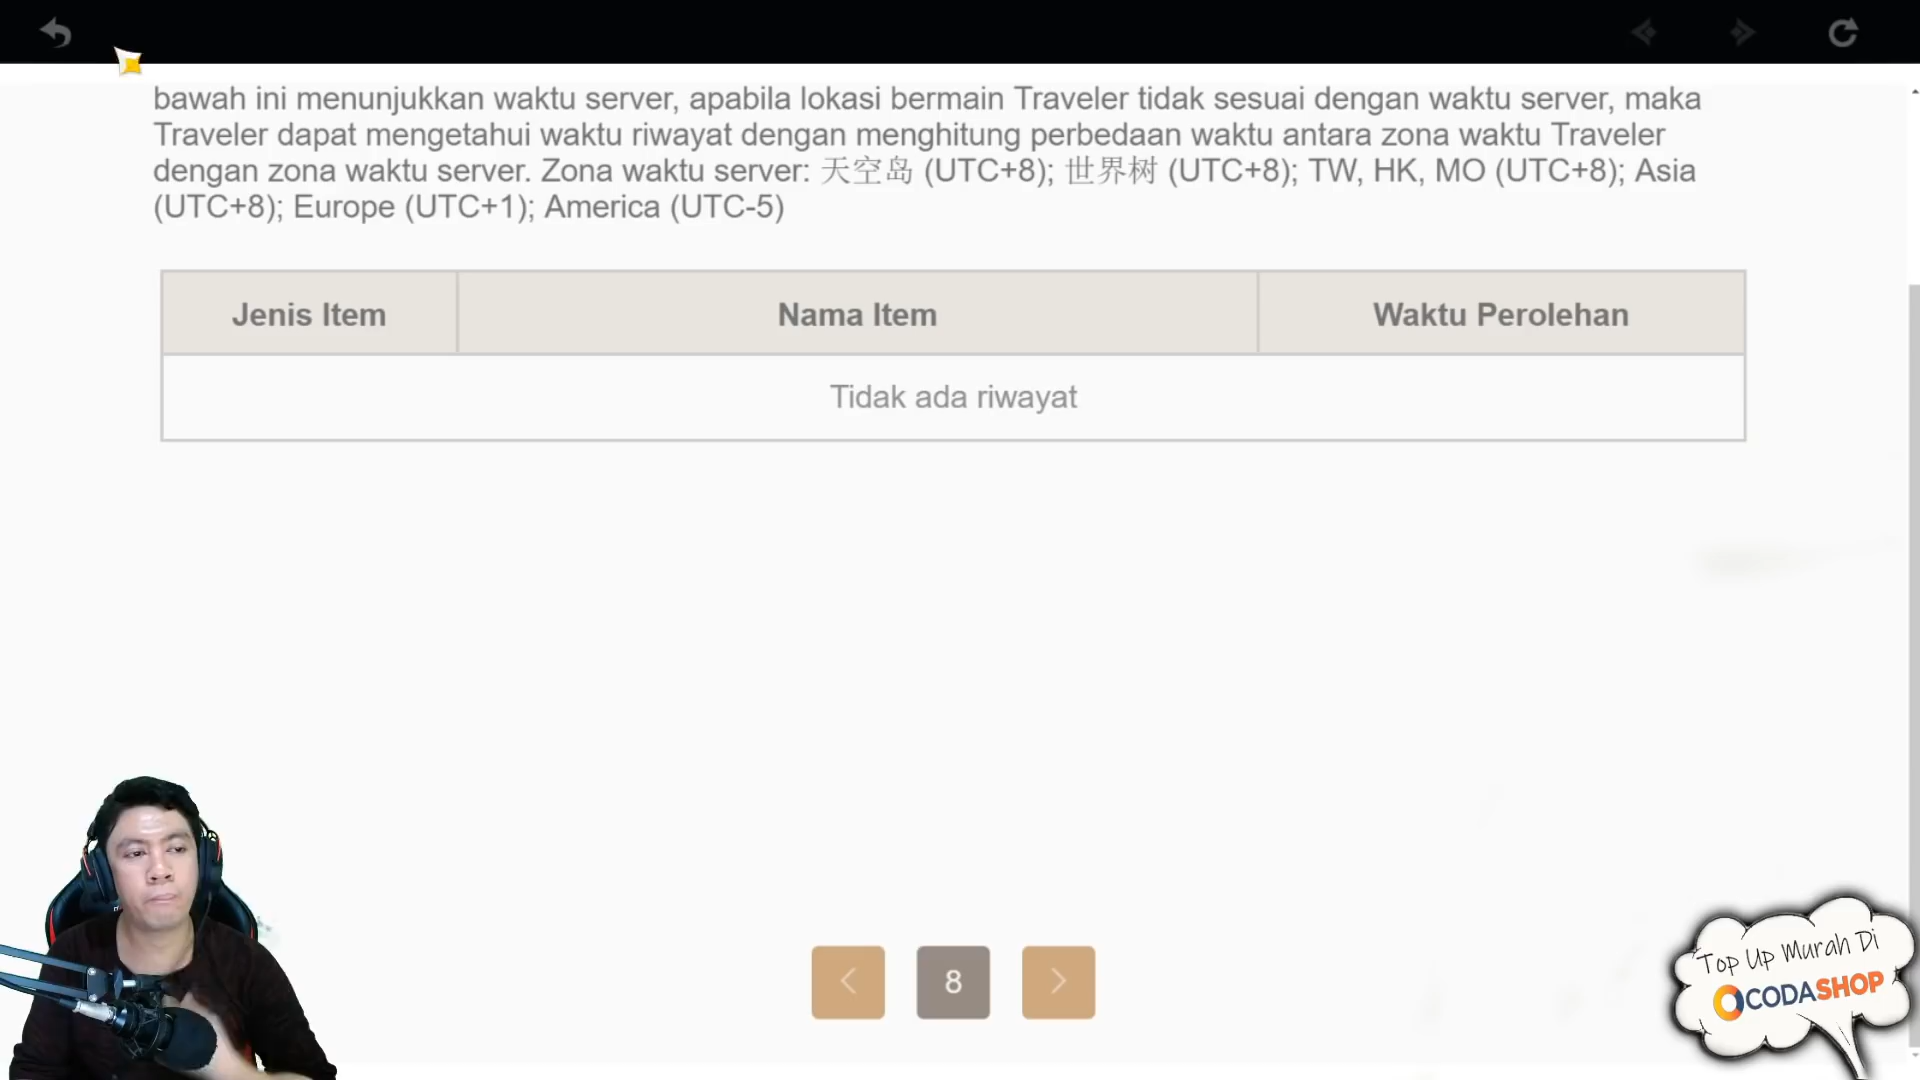 bawah ini menunjukkan waktu server, apabila lokasi bermain Traveler tidak sesuai dengan waktu server, maka
Traveler dapat mengetahui waktu riwayat dengan menghitung perbedaan waktu antara zona waktu Traveler
dengan zona waktu server. Zona waktu server: 天空岛 (UTC+8); 世界树 (UTC+8); TW, HK, MO (UTC+8); Asia
(UTC+8); Europe (UTC+1); America (UTC-5)
Jenis Item Nama Item Waktu Perolehan
Tidak ada riwayat
8
Top Up Murah Di
CODASHOP